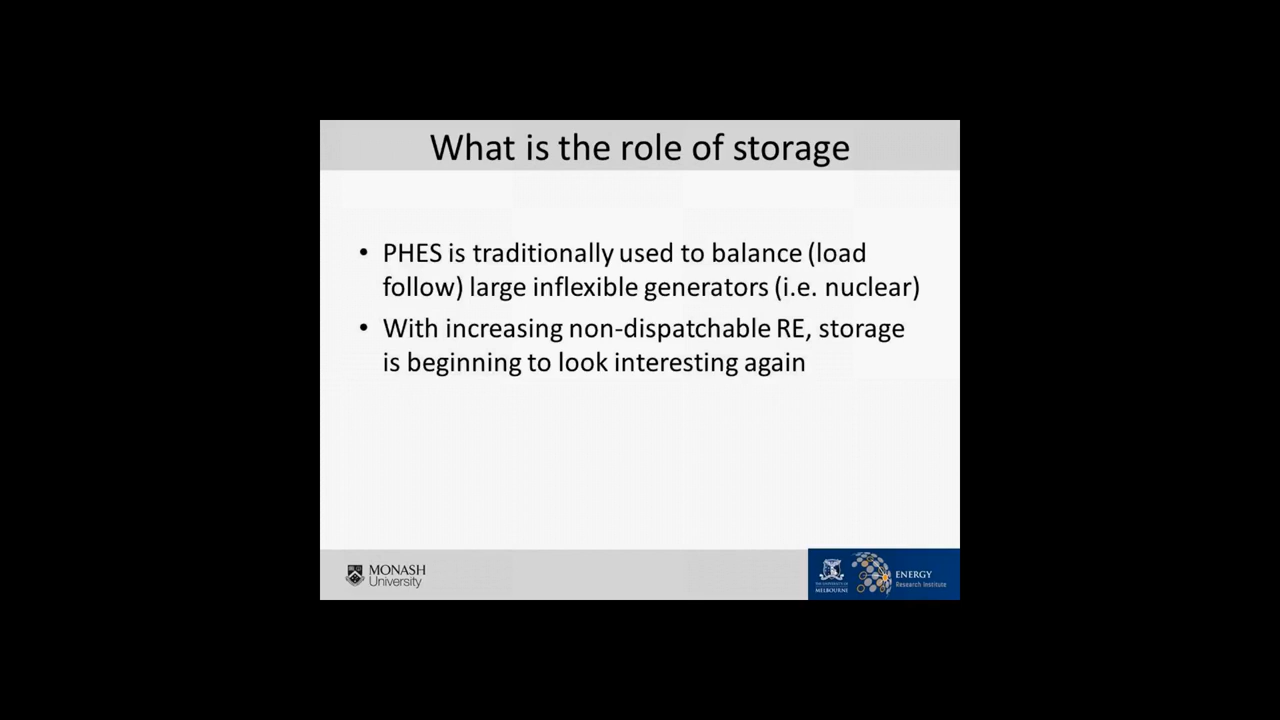 What is the role of storage
• PHES is traditionally used to balance (load
follow) large inflexible generators (i.e. nuclear)
• With increasing non-dispatchable RE, storage
is beginning to look interesting again
MONASH
University
THE UNIVERSITY OF
MELBOURNE
ENERGY
Research Institute